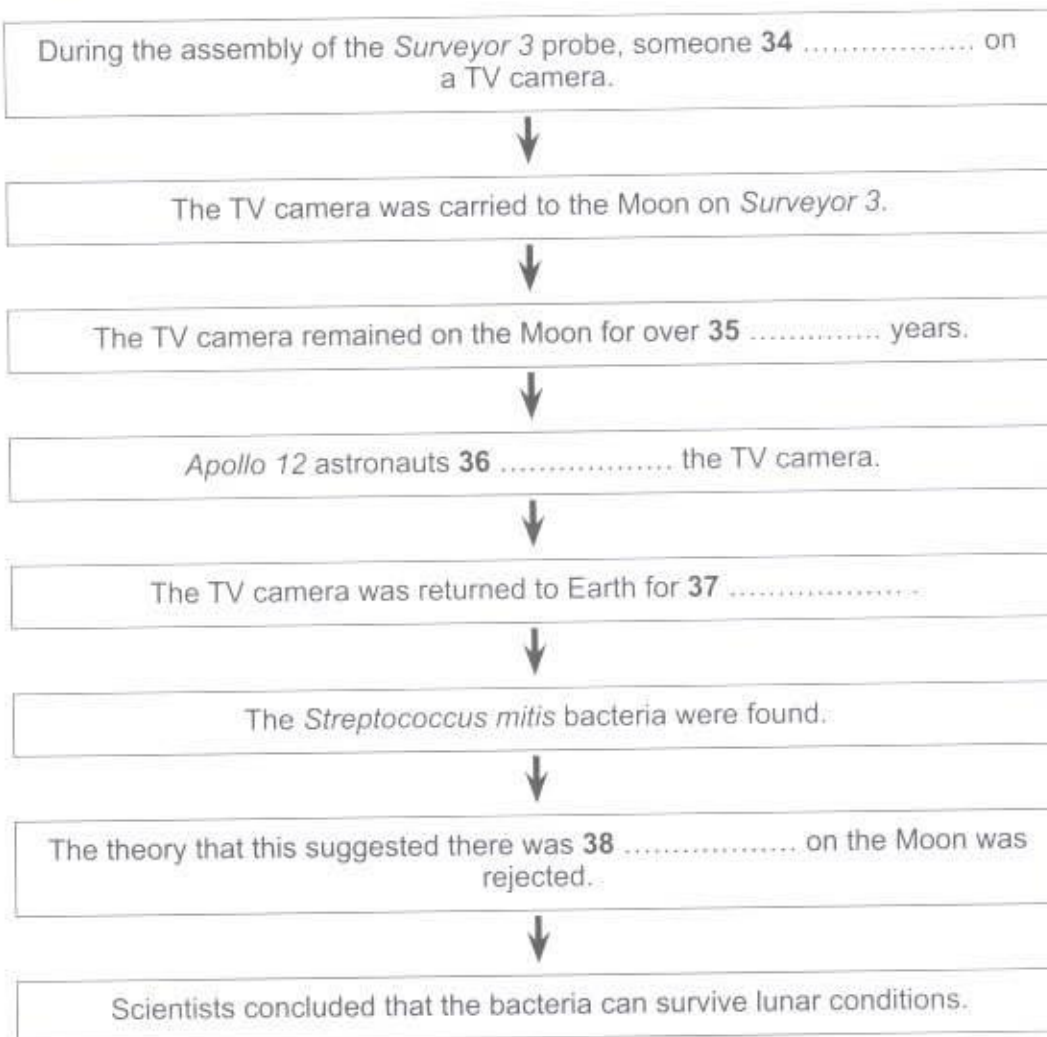 During the assembly of the Surveyor 3 probe, someone 34 .................. on
a TV camera.
The TV camera was carried to the Moon on Surveyor 3.
The TV camera remained on the Moon for over 35 .............. years.
Apollo 12 astronauts 36 .................. the TV camera.
The TV camera was returned to Earth for 37 .................. .
The Streptococcus mitis bacteria were found.
The theory that this suggested there was 38 .................. on the Moon was
rejected.
Scientists concluded that the bacteria can survive lunar conditions.